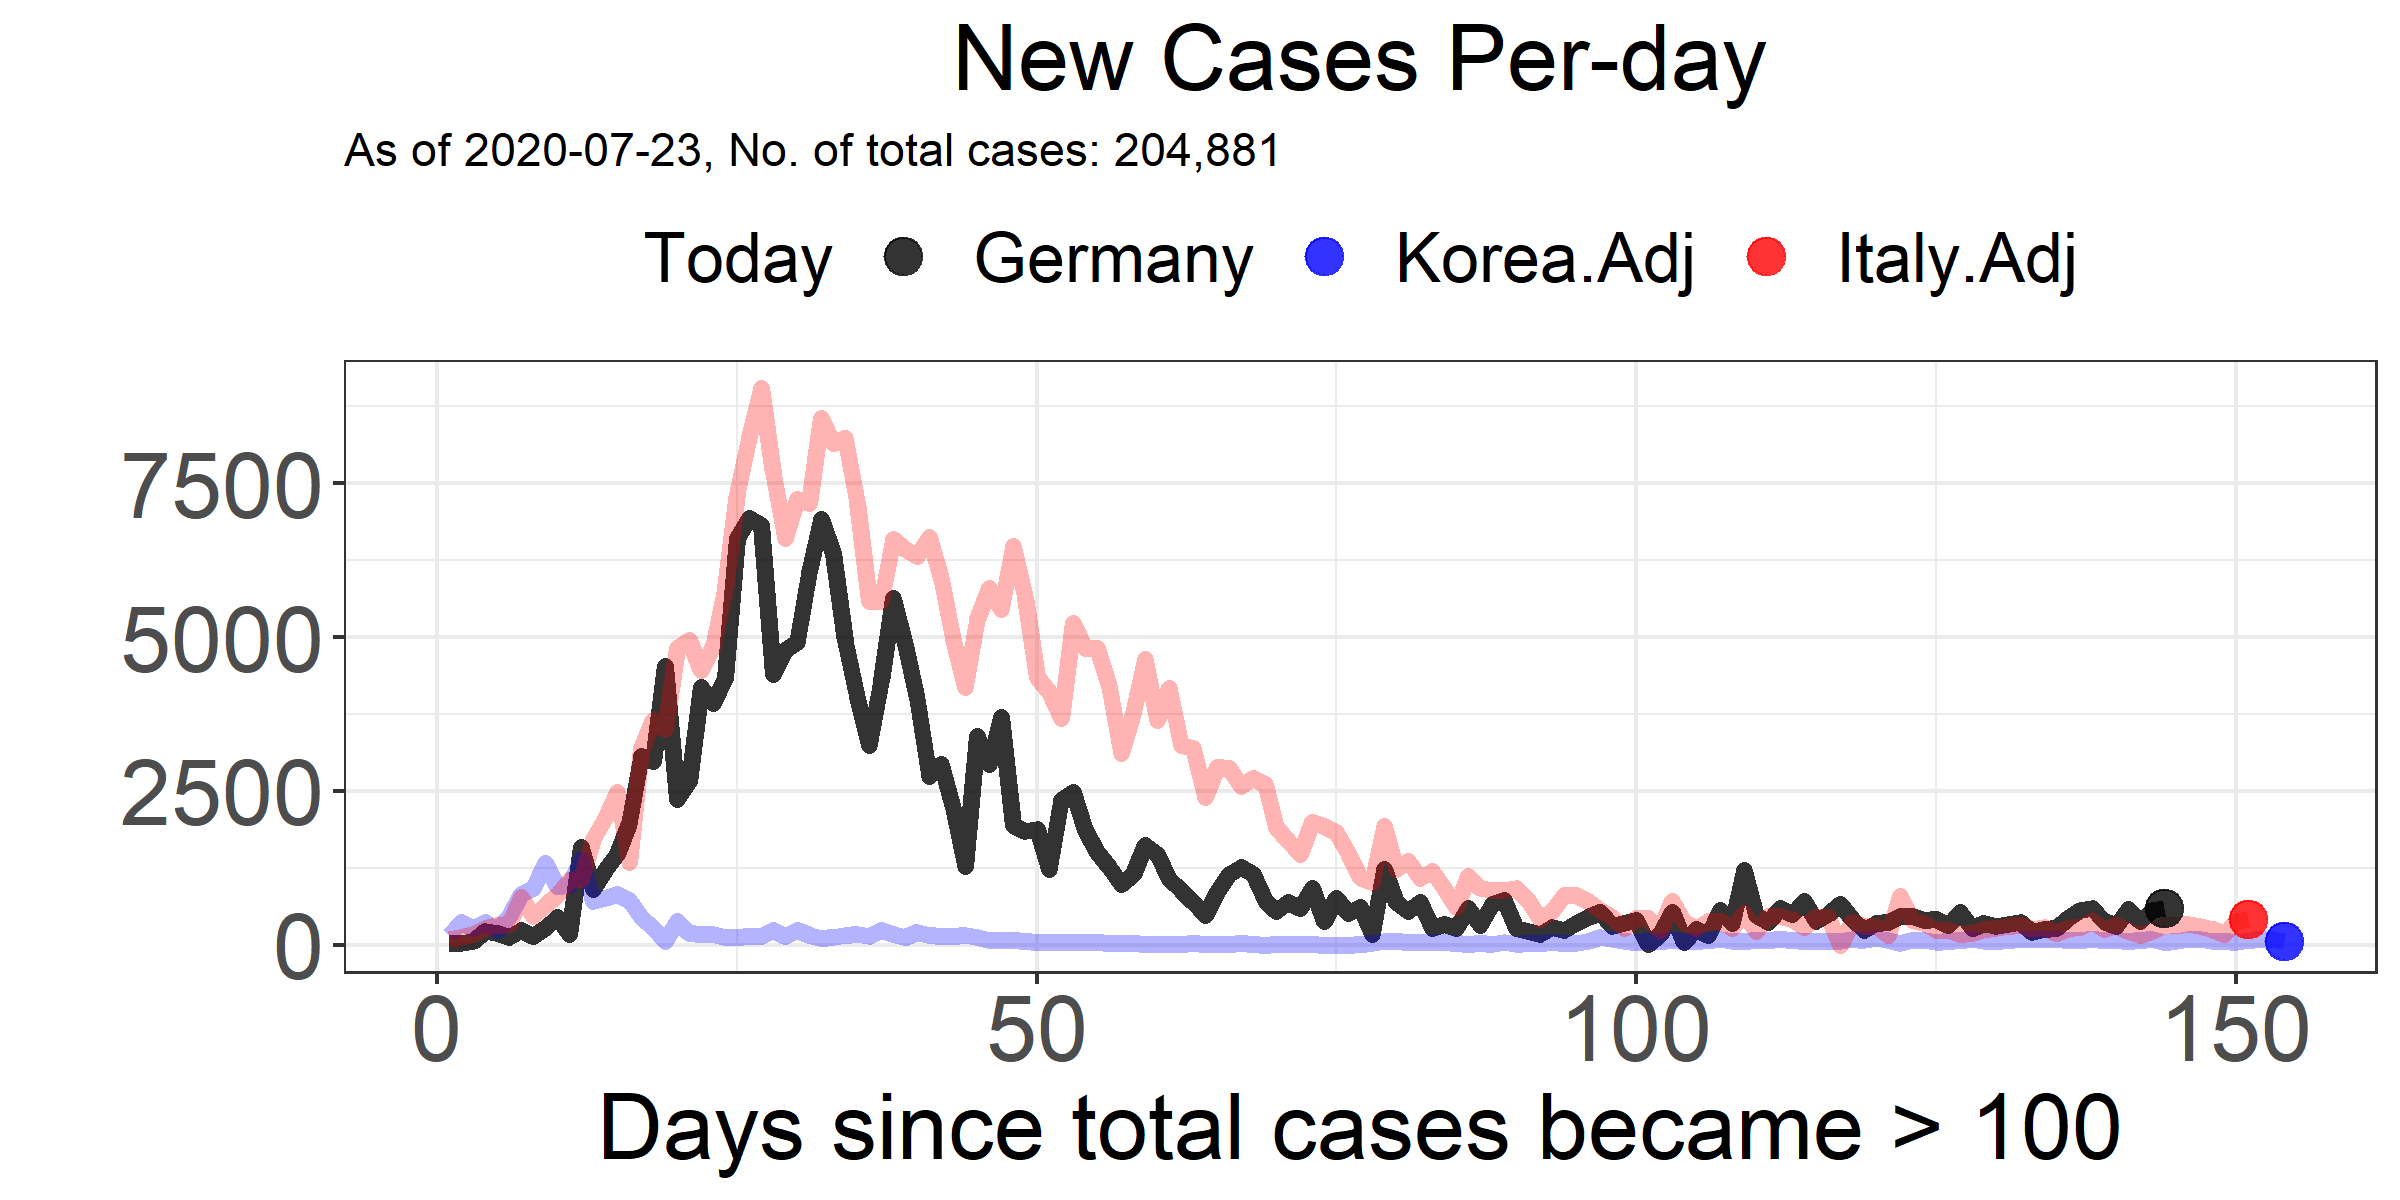 New Cases Per-day
As of 2020-07-23, No. of total cases: 204,881
Today Germany Korea.Adj Italy.Adj
7500
5000
2500
0
0 50 100 150
Days since total cases became > 100